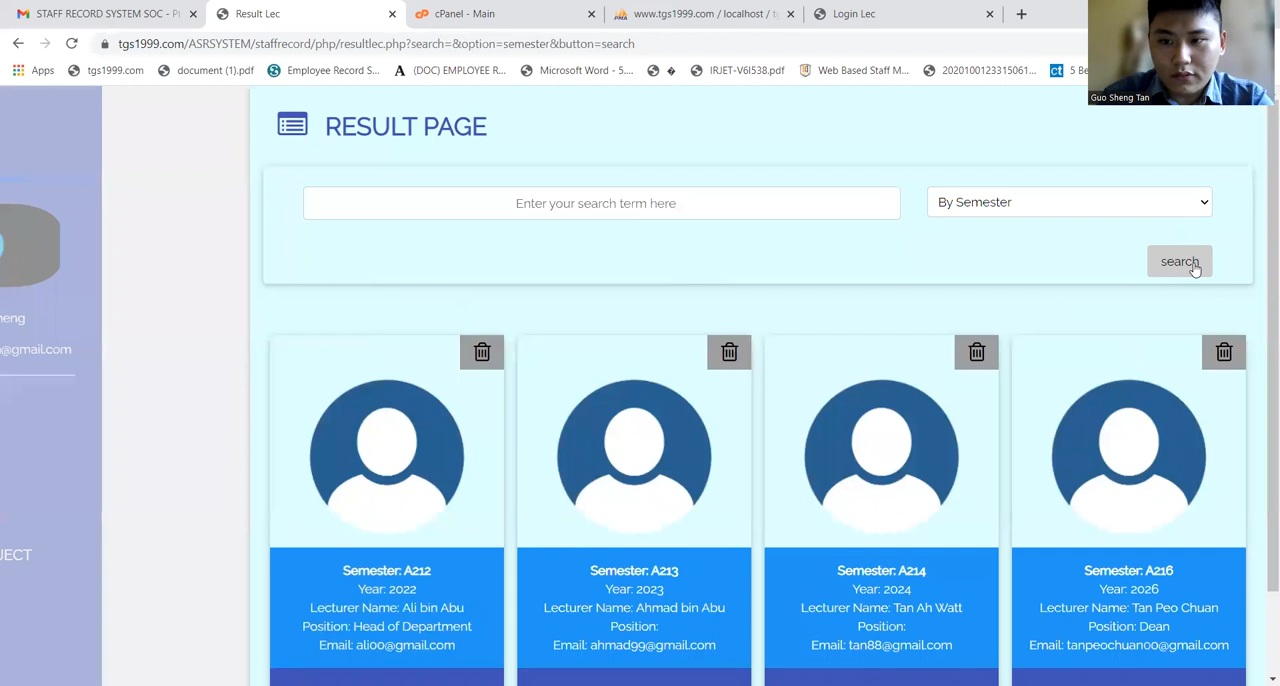 STAFF RECORD SYSTEM SOC - P
Result Lec
cPanel - Main
www.tgs1999.com / localhost / t
Login Lec
tgs1999.com/ASRSYSTEM/staffrecord/php/resultlec.php?search=&option=semester&button=search
Apps
tgs1999.com
document (1).pdf
Employee Record S...
(DOC) EMPLOYEE R...
Microsoft Word - 5....
IRJET-V6I538.pdf
Web Based Staff M...
2020100123315061...
5 Be
Guo Sheng Tan
RESULT PAGE
Enter your search term here
By Semester
search
heng
@gmail.com
JECT
Semester: A212
Year: 2022
Lecturer Name: Ali bin Abu
Position: Head of Department
Email: ali00@gmail.com
Semester: A213
Year: 2023
Lecturer Name: Ahmad bin Abu
Position:
Email: ahmad99@gmail.com
Semester: A214
Year: 2024
Lecturer Name: Tan Ah Watt
Position:
Email: tan88@gmail.com
Semester: A216
Year: 2026
Lecturer Name: Tan Peo Chuan
Position: Dean
Email: tanpeochuan00@gmail.com